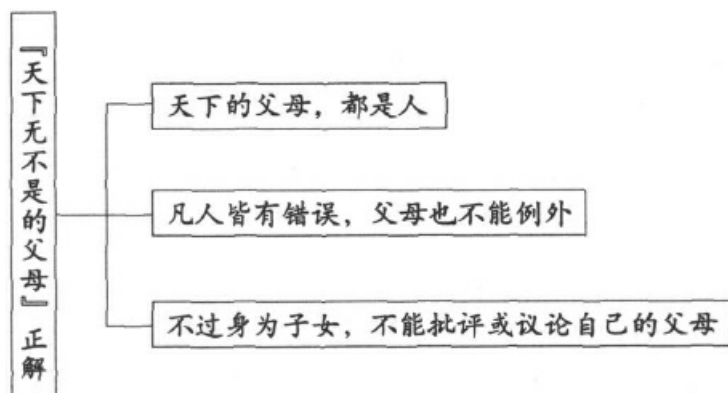 『天下无不是的父母』正解
天下的父母，都是人
凡人皆有错误，父母也不能例外
不过身为子女，不能批评或议论自己的父母